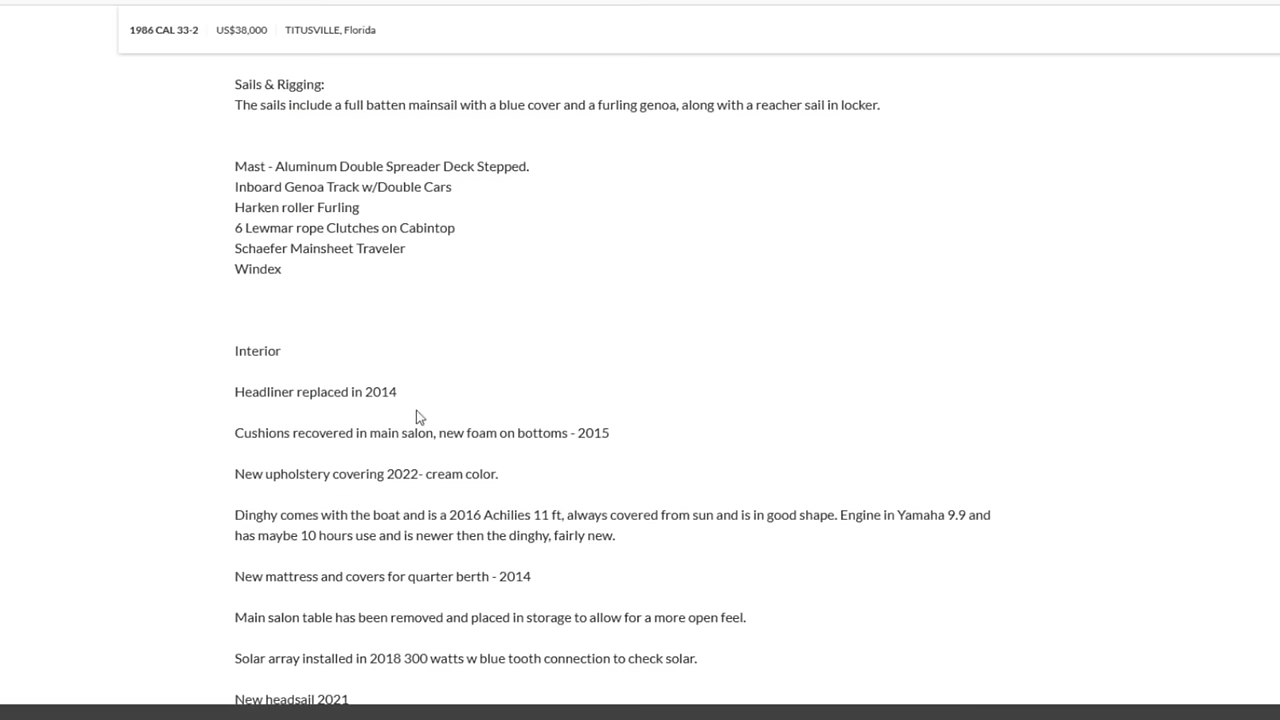 1986 CAL 33-2 US$38,000 TITUSVILLE, Florida
Sails & Rigging:
The sails include a full batten mainsail with a blue cover and a furling genoa, along with a reacher sail in locker.
Mast - Aluminum Double Spreader Deck Stepped.
Inboard Genoa Track w/Double Cars
Harken roller Furling
6 Lewmar rope Clutches on Cabintop
Schaefer Mainsheet Traveler
Windex
Interior
Headliner replaced in 2014
Cushions recovered in main salon, new foam on bottoms - 2015
New upholstery covering 2022- cream color.
Dinghy comes with the boat and is a 2016 Achilies 11 ft, always covered from sun and is in good shape. Engine in Yamaha 9.9 and
has maybe 10 hours use and is newer then the dinghy, fairly new.
New mattress and covers for quarter berth - 2014
Main salon table has been removed and placed in storage to allow for a more open feel.
Solar array installed in 2018 300 watts w blue tooth connection to check solar.
New headsail 2021